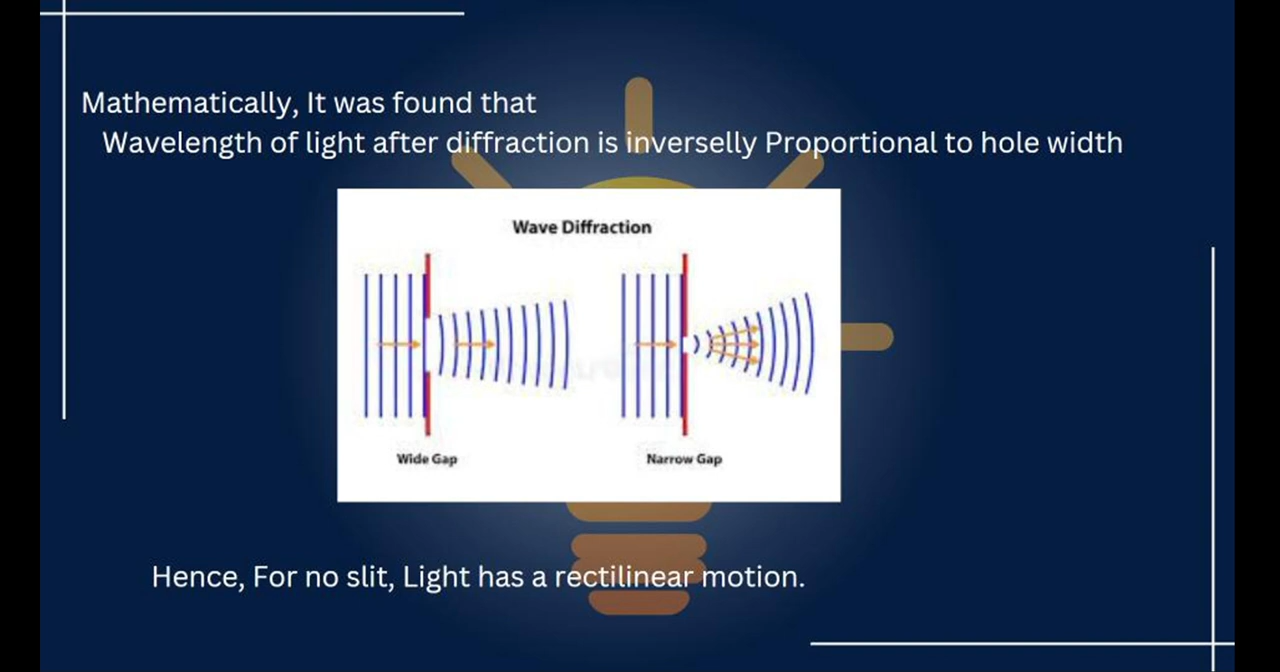 Mathematically, It was found that
Wavelength of light after diffraction is inverselly Proportional to hole width
Wave Diffraction
Wide Gap
Narrow Gap
Hence, For no slit, Light has a rectilinear motion.